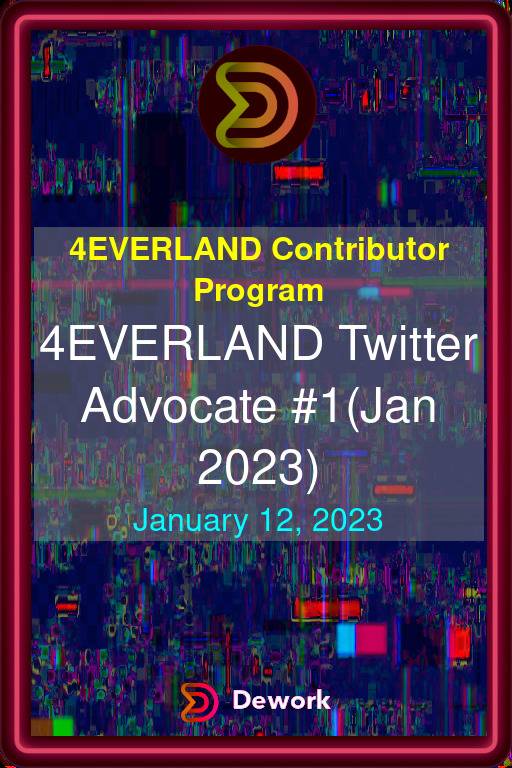 4EVERLAND Contributor
Program
4EVERLAND Twitter
Advocate #1(Jan
2023)
January 12, 2023
Dework